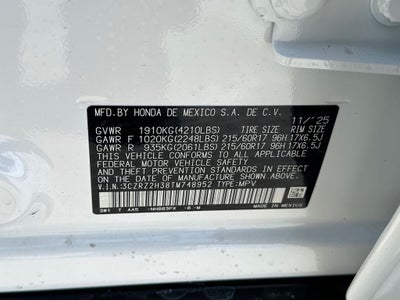 MFD.BY HONDA DE MEXICO S.A. DE C.V. 11/'25
GVWR 1910KG(4210LBS) TIRE SIZE RIM SIZE
GAWR F 1020KG(2248LBS) 215/60R17 96H 17X6.5J
GAWR R 935KG(2061LBS) 215/60R17 96H 17X6.5J
THIS VEHICLE CONFORMS TO ALL APPLICABLE
FEDERAL MOTOR VEHICLE SAFETY AND
THEFT PREVENTION STANDARDS IN EFFECT ON
THE DATE OF MANUFACTURE SHOWN ABOVE.
V.I.N.:3CZRZ2H38TM748952 TYPE:MPV
NH883PX -B -M MADE IN MEXICO